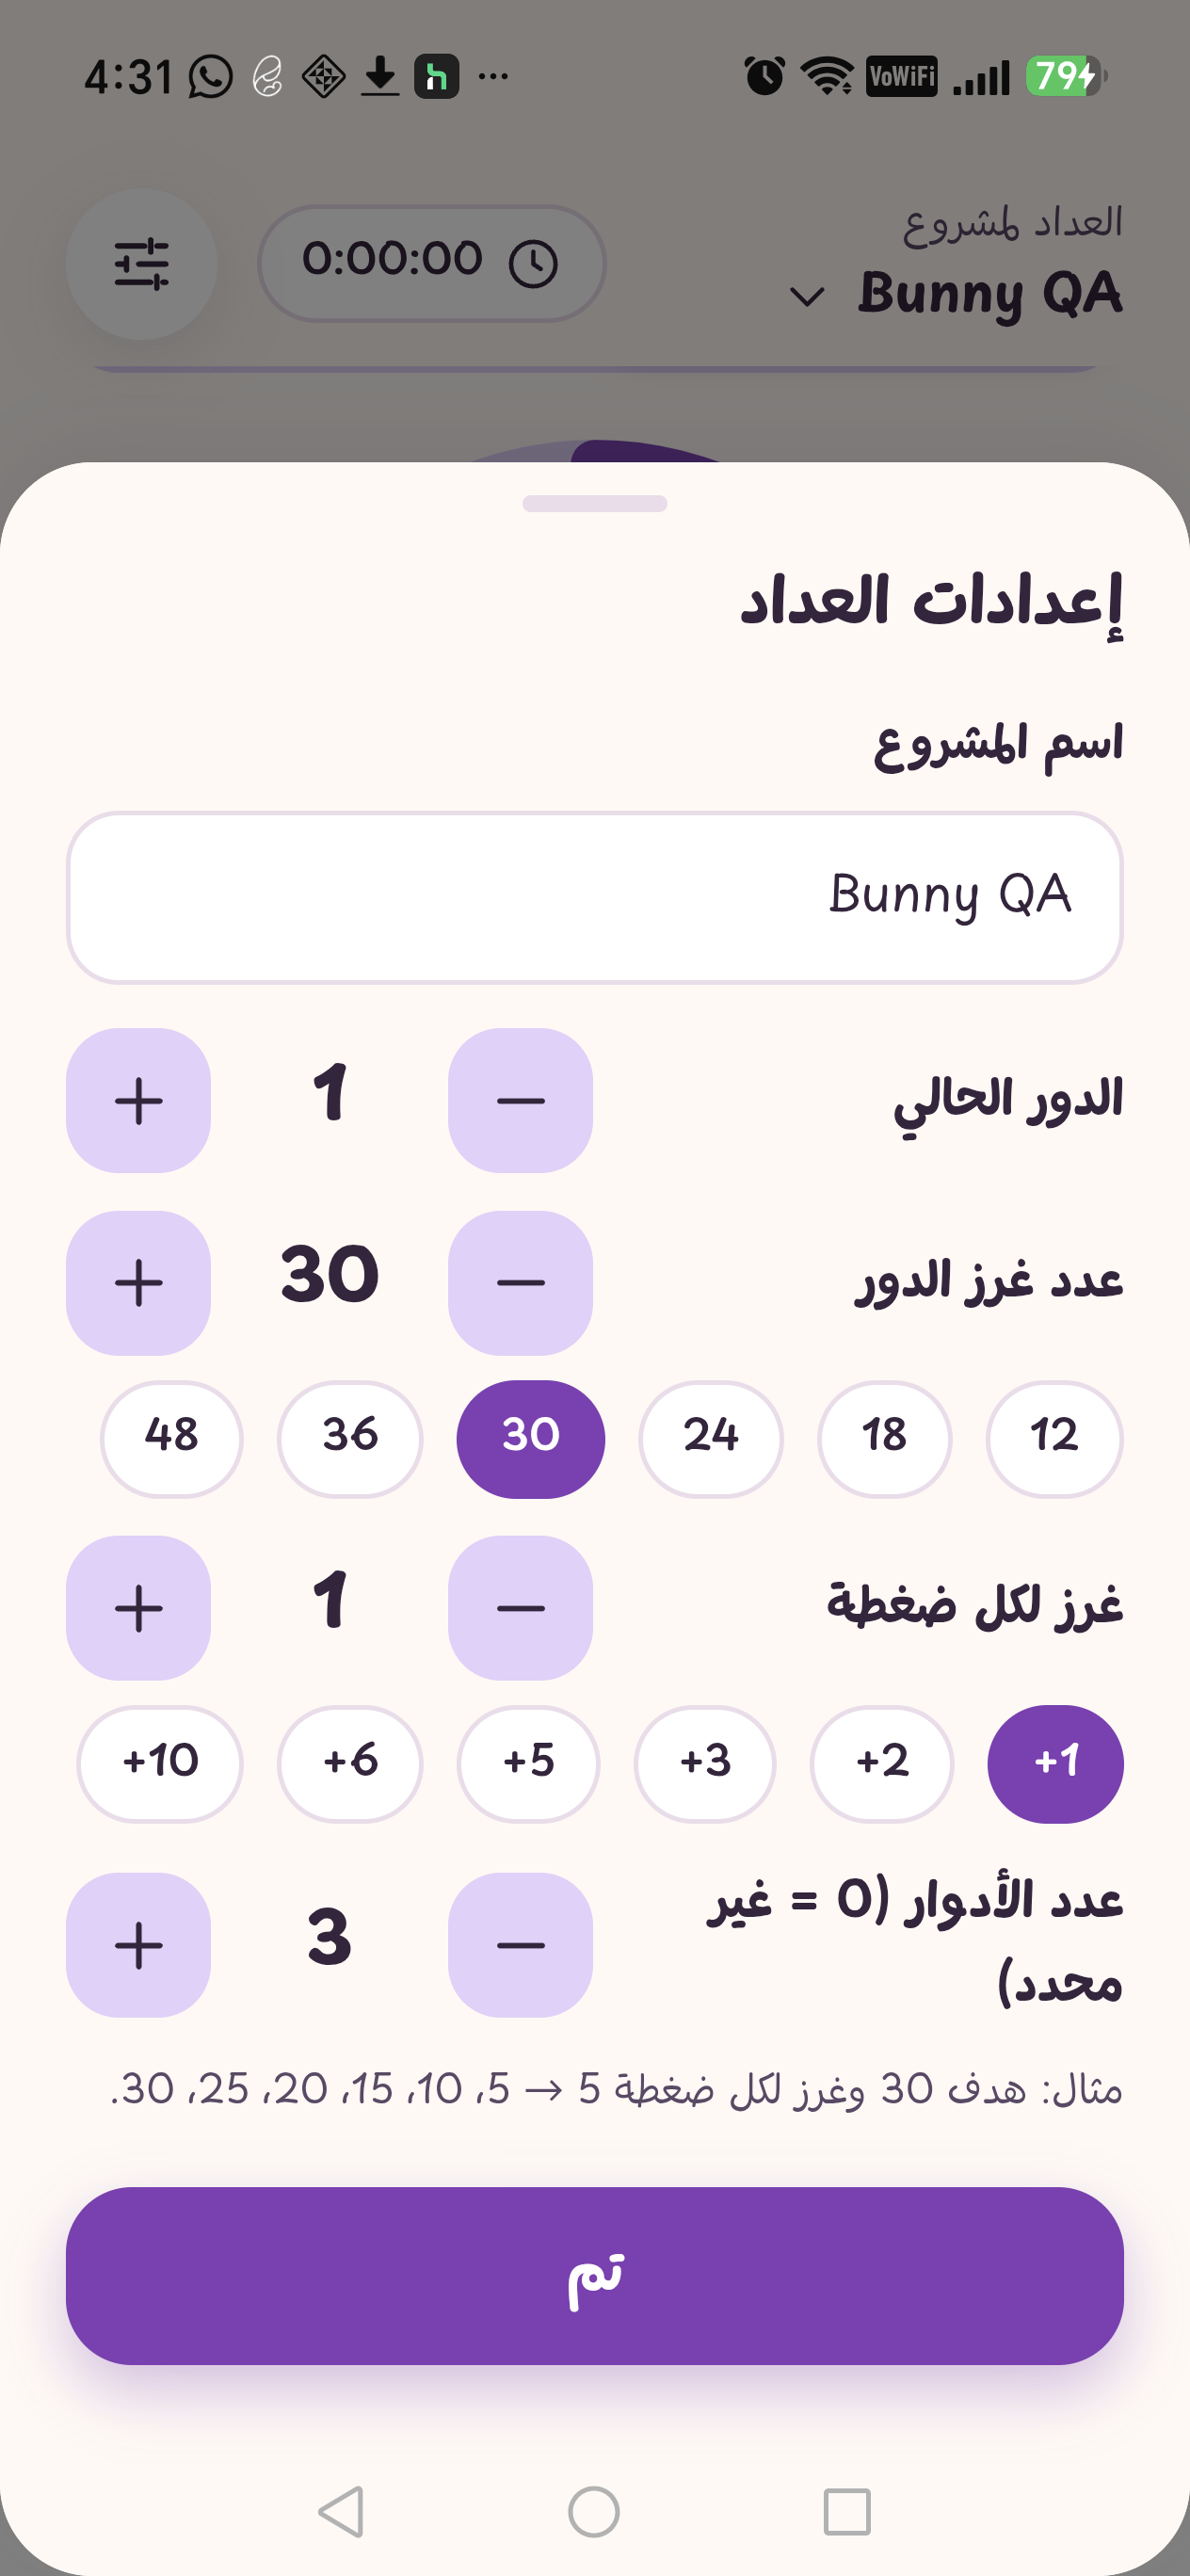 4:31 ... VoWiFi 79
العداد لمشروع
Bunny QA
0:00:00
إعدادات العداد
اسم المشروع
Bunny QA
الدور الحالي − 1 +
عدد غرز الدور − 30 +
12 18 24 30 36 48
غرز لكل ضغطة − 1 +
+1 +2 +3 +5 +6 +10
عدد الأدوار (0 = غير
محدد)
− 3 +
مثال: هدف 30 وغرز لكل ضغطة 5 → 5، 10، 15، 20، 25، 30.
تم